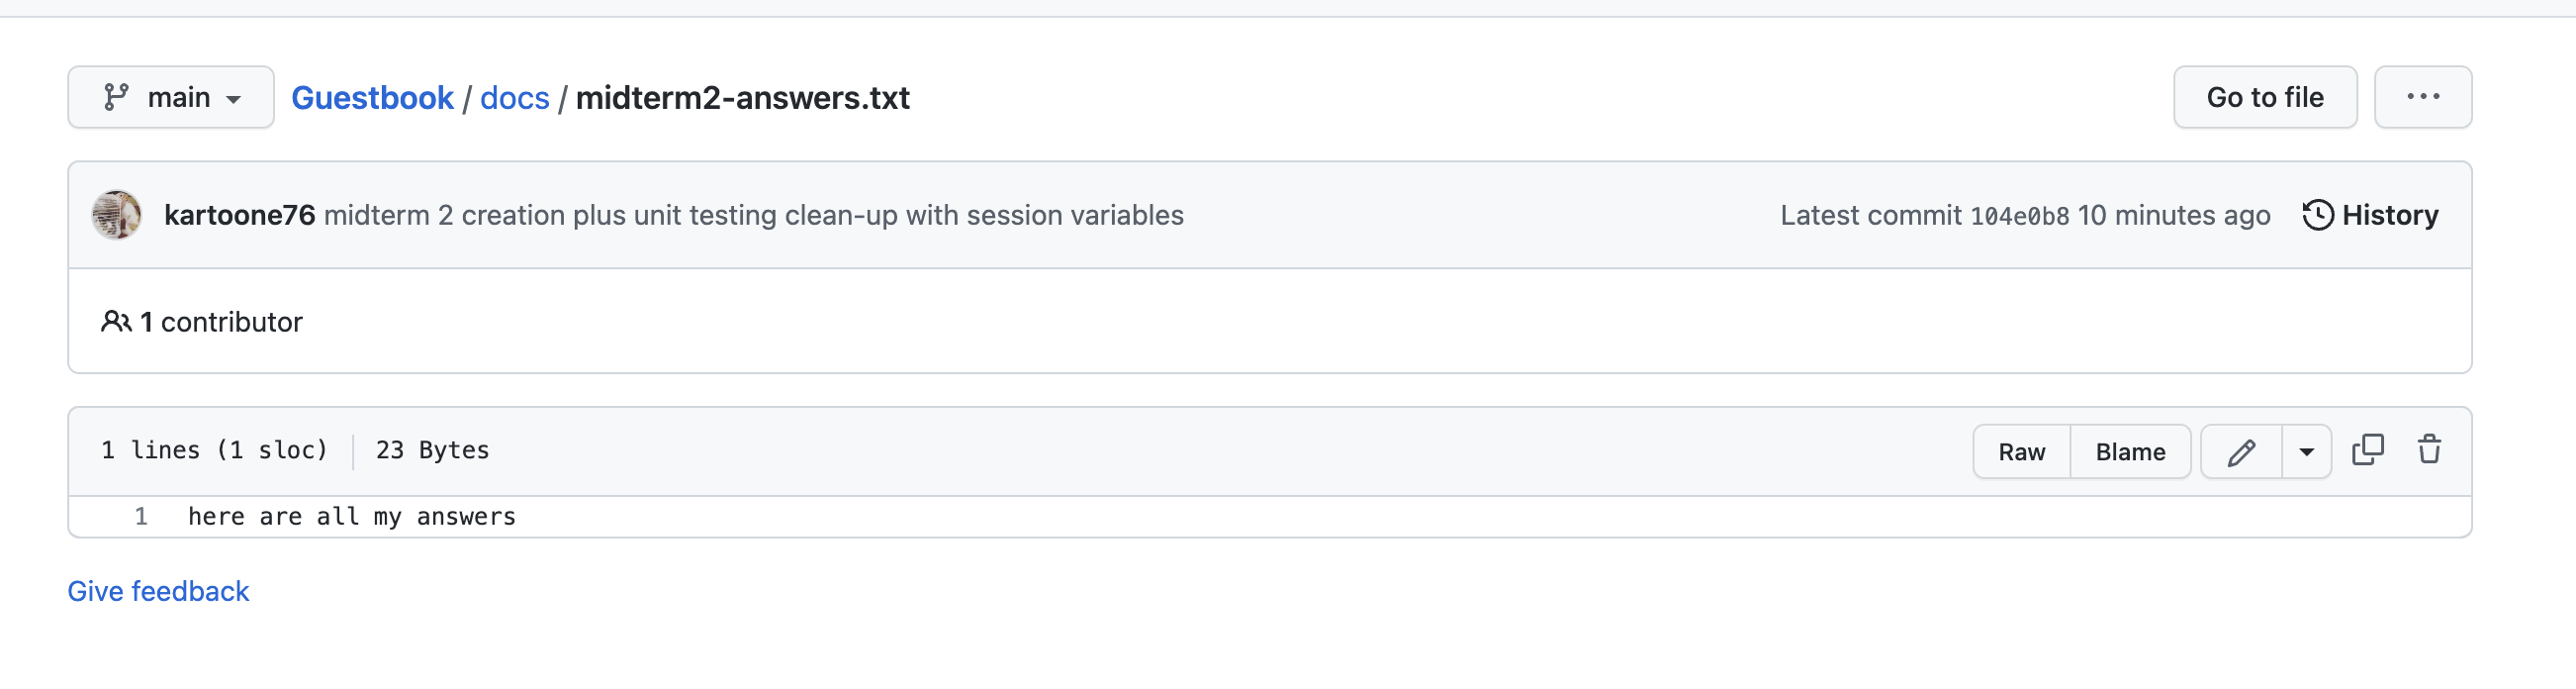 main Guestbook / docs / midterm2-answers.txt Go to file ...
kartoone76 midterm 2 creation plus unit testing clean-up with session variables Latest commit 104e0b8 10 minutes ago History
1 contributor
1 lines (1 sloc) 23 Bytes Raw Blame
1 here are all my answers
Give feedback